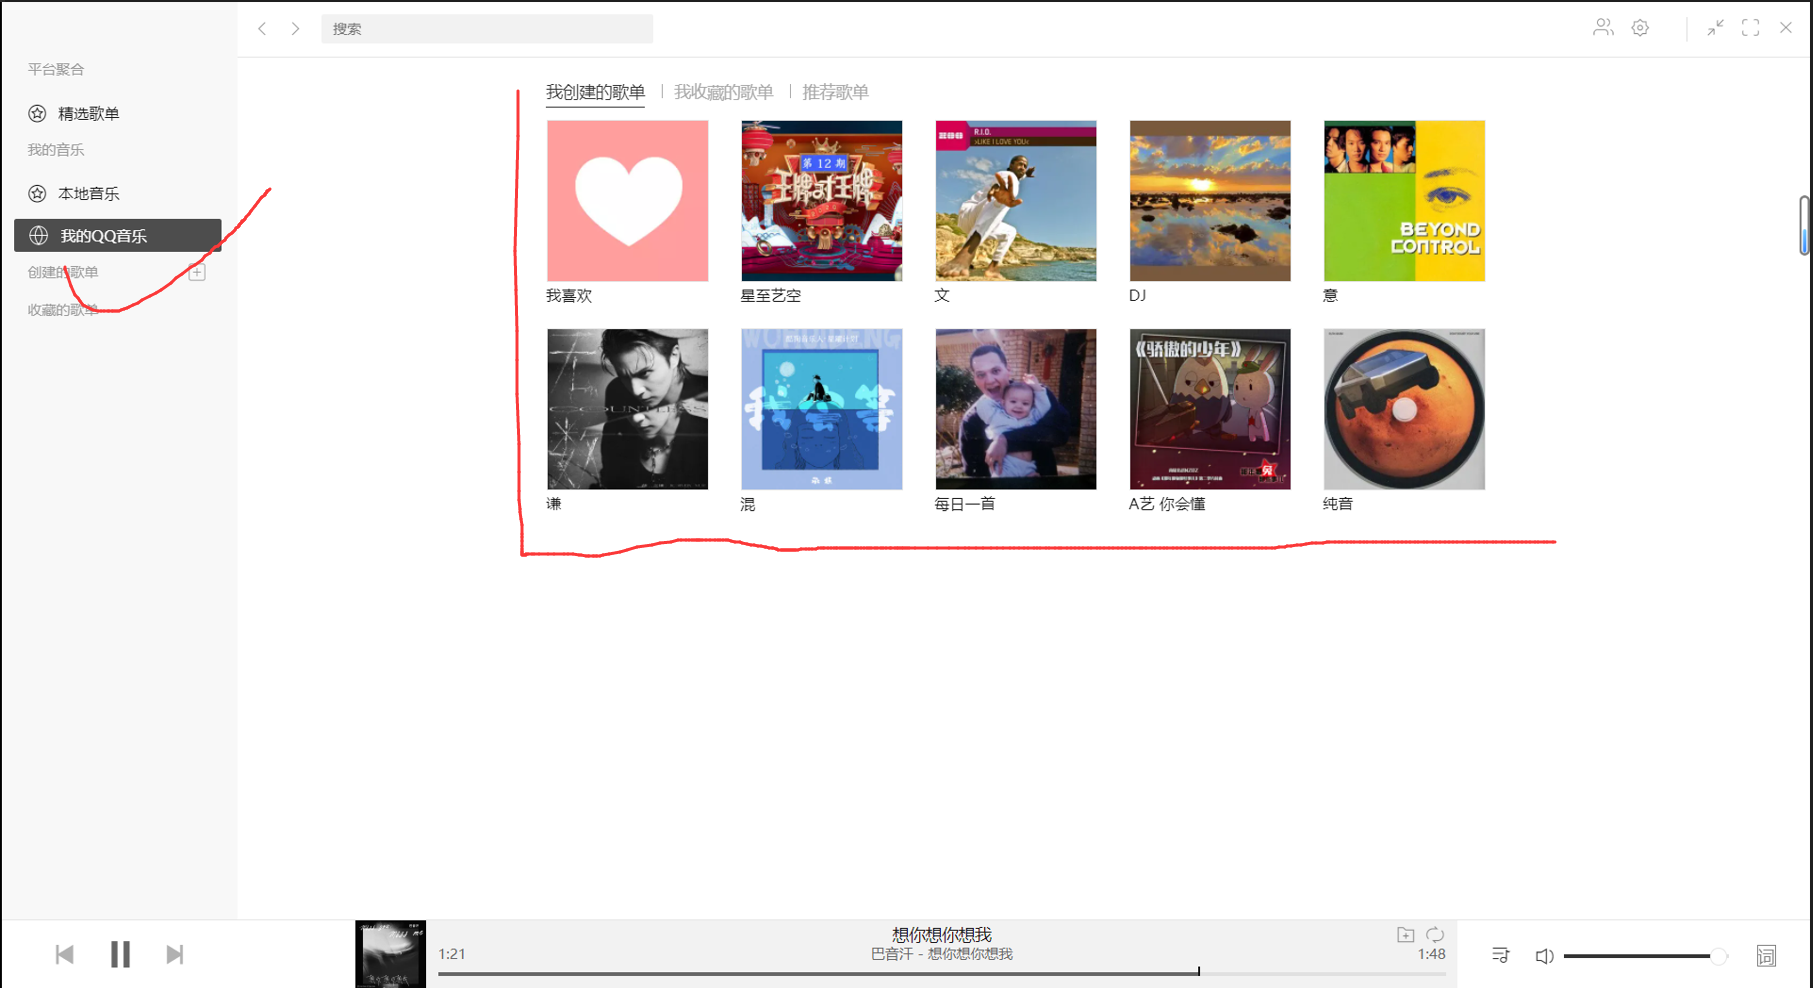 搜索
平台聚合
精选歌单
我的音乐
本地音乐
我的QQ音乐
创建的歌单
收藏的歌单
我创建的歌单 我收藏的歌单 推荐歌单
第12期
王牌对王牌
R.I.O.
»LIKE I LOVE YOU«
BEYOND
CONTROL
我喜欢 星至艺空 文 DJ 意
COUNTLESS
《骄傲的少年》
谦 混 每日一首 A艺 你会懂 纯音
想你想你想我
1:21 巴音汗 - 想你想你想我 1:48
词